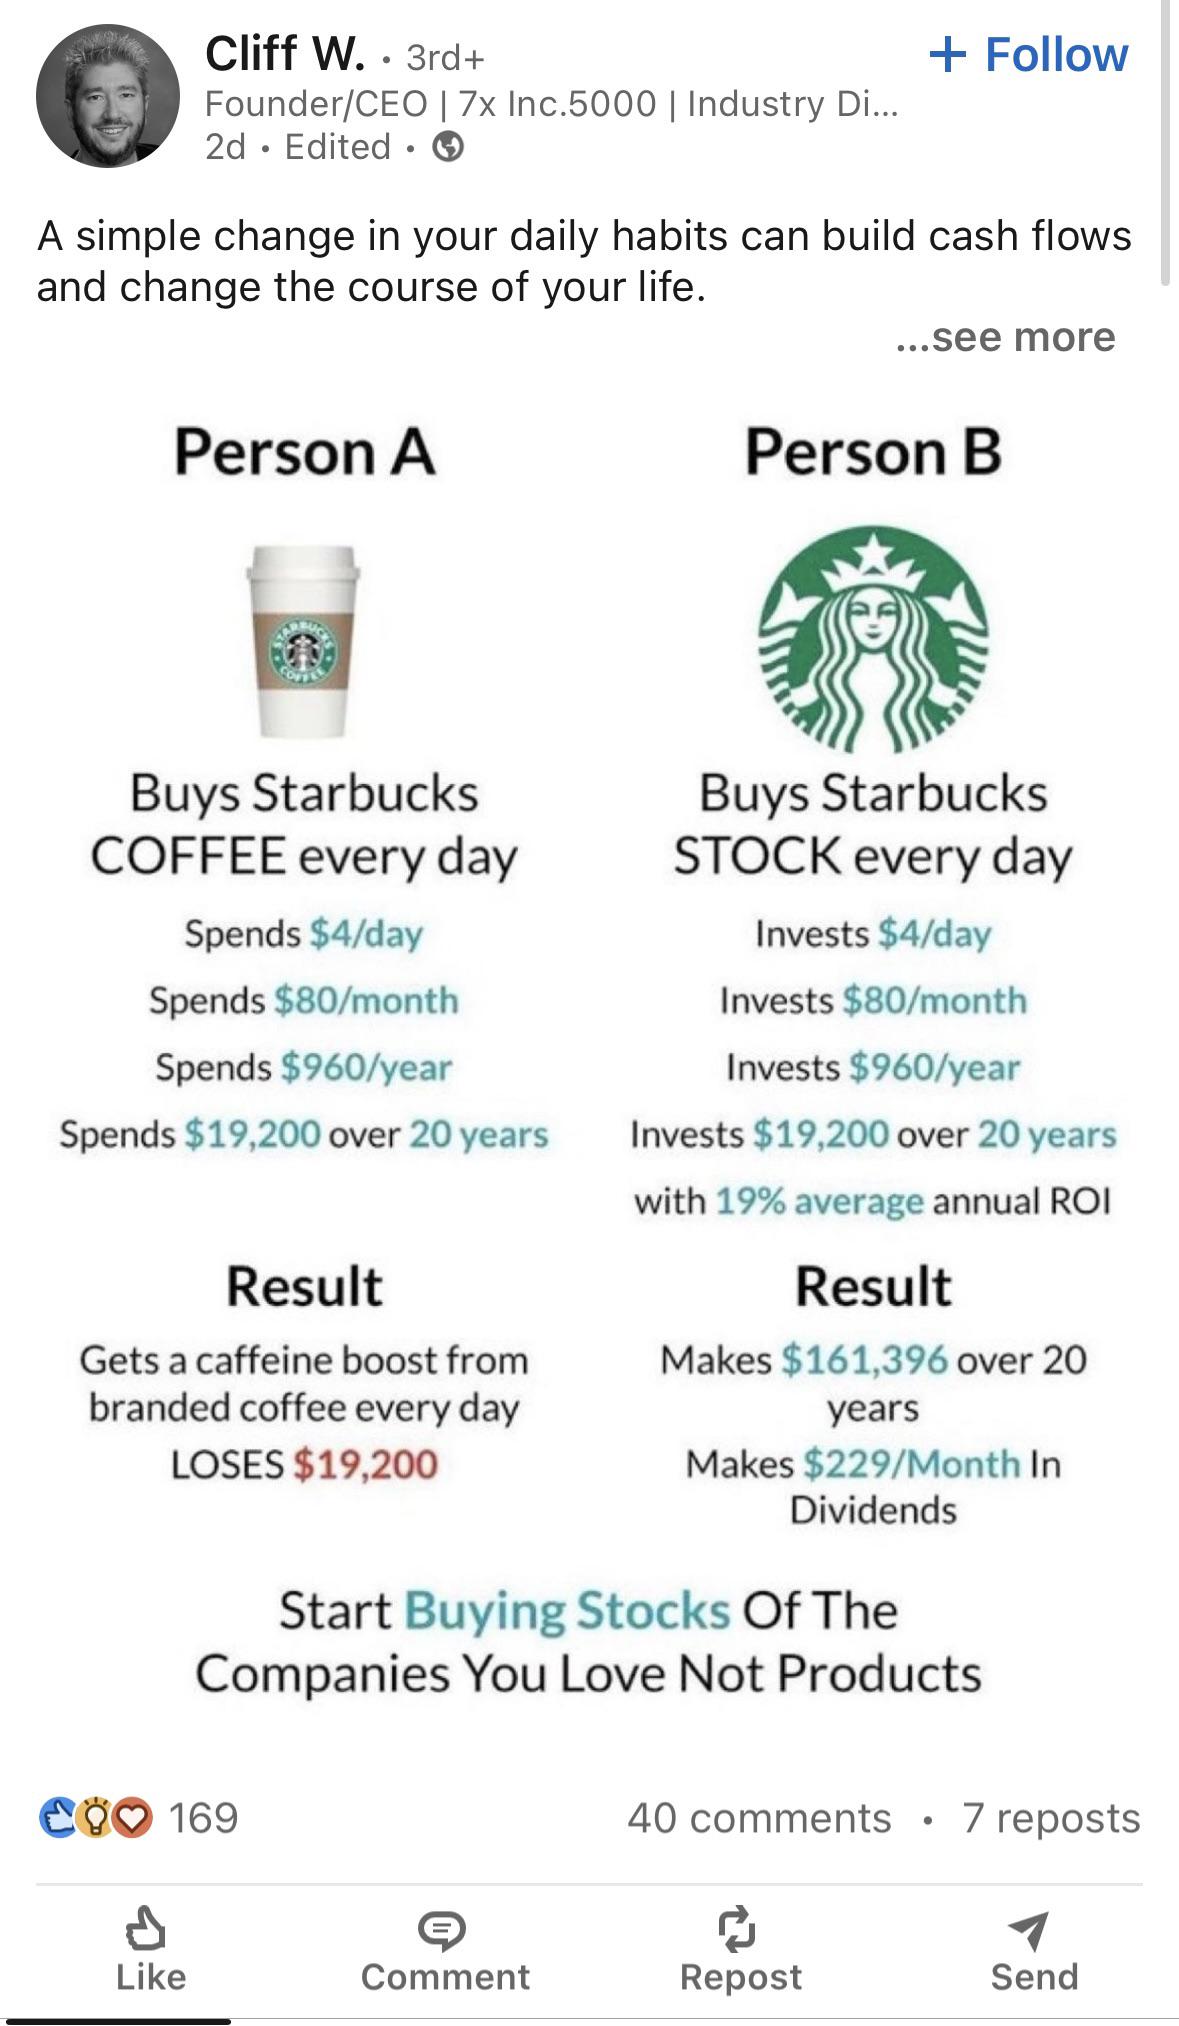 Cliff W. • 3rd+
+ Follow
Founder/CEO | 7x Inc.5000 | Industry Di...
2d • Edited •
A simple change in your daily habits can build cash flows
and change the course of your life.
...see more
Person A
STARBUCKS
COFFEE
Buys Starbucks
COFFEE every day
Spends $4/day
Spends $80/month
Spends $960/year
Spends $19,200 over 20 years
Result
Gets a caffeine boost from
branded coffee every day
LOSES $19,200
Person B
Buys Starbucks
STOCK every day
Invests $4/day
Invests $80/month
Invests $960/year
Invests $19,200 over 20 years
with 19% average annual ROI
Result
Makes $161,396 over 20
years
Makes $229/Month In
Dividends
Start Buying Stocks Of The
Companies You Love Not Products
169
40 comments • 7 reposts
Like
Comment
Repost
Send